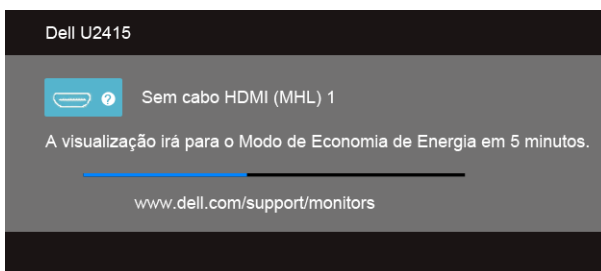 Dell U2415
Sem cabo HDMI (MHL) 1
A visualização irá para o Modo de Economia de Energia em 5 minutos.
www.dell.com/support/monitors